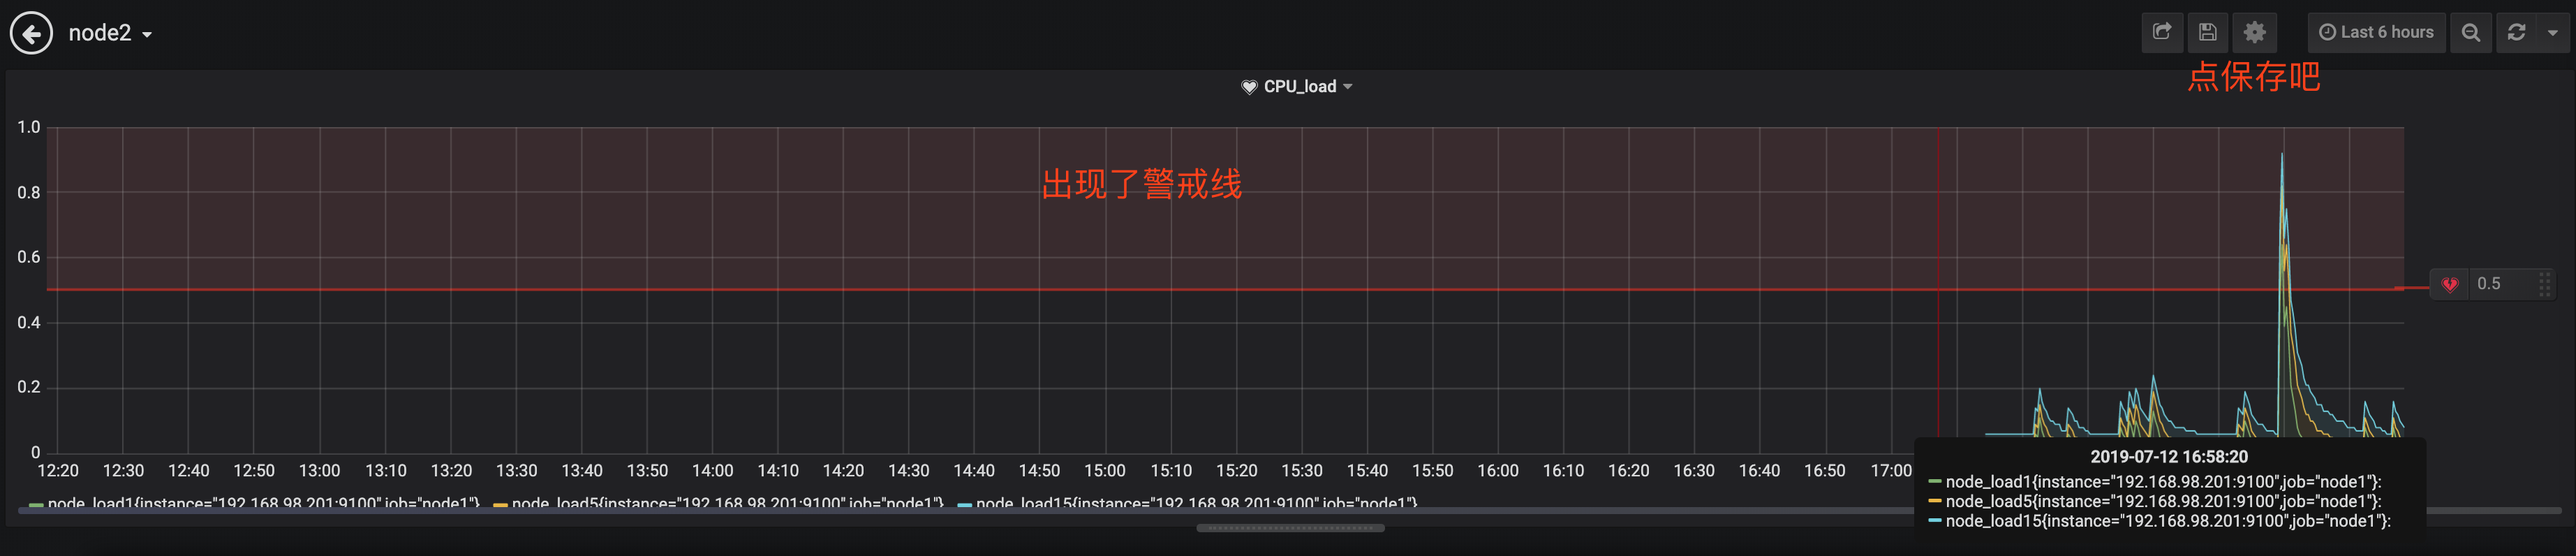 node2
Last 6 hours
点保存吧
CPU_load
1.0
出现了警戒线
0.8
0.6
0.5
0.4
0.2
0
12:20 12:30 12:40 12:50 13:00 13:10 13:20 13:30 13:40 13:50 14:00 14:10 14:20 14:30 14:40 14:50 15:00 15:10 15:20 15:30 15:40 15:50 16:00 16:10 16:20 16:30 16:40 16:50 17:00
node_load1{instance="192.168.98.201:9100",job="node1"} node_load5{instance="192.168.98.201:9100",job="node1"} node_load15{instance="192.168.98.201:9100",job="node1"}
2019-07-12 16:58:20
node_load1{instance="192.168.98.201:9100",job="node1"}:
node_load5{instance="192.168.98.201:9100",job="node1"}:
node_load15{instance="192.168.98.201:9100",job="node1"}: